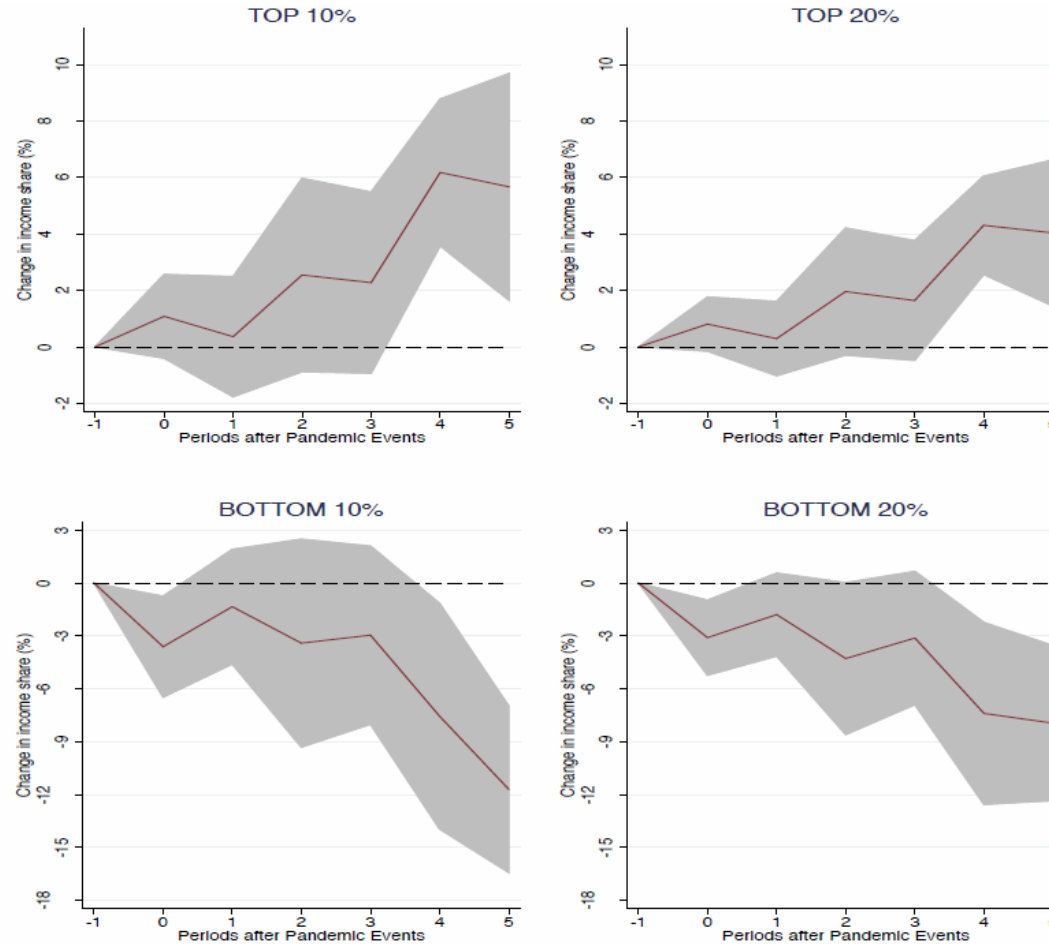 TOP 10%
Change in income share (%)
10
8
6
4
2
0
-2
-1 0 1 2 3 4 5
Periods after Pandemic Events
TOP 20%
Change in income share (%)
10
8
6
4
2
0
-2
-1 0 1 2 3 4
Periods after Pandemic Events
BOTTOM 10%
Change in income share (%)
3
0
-3
-6
-9
-12
-15
-18
-1 0 1 2 3 4 5
Periods after Pandemic Events
BOTTOM 20%
Change in income share (%)
3
0
-3
-6
-9
-12
-15
-18
-1 0 1 2 3 4
Periods after Pandemic Events